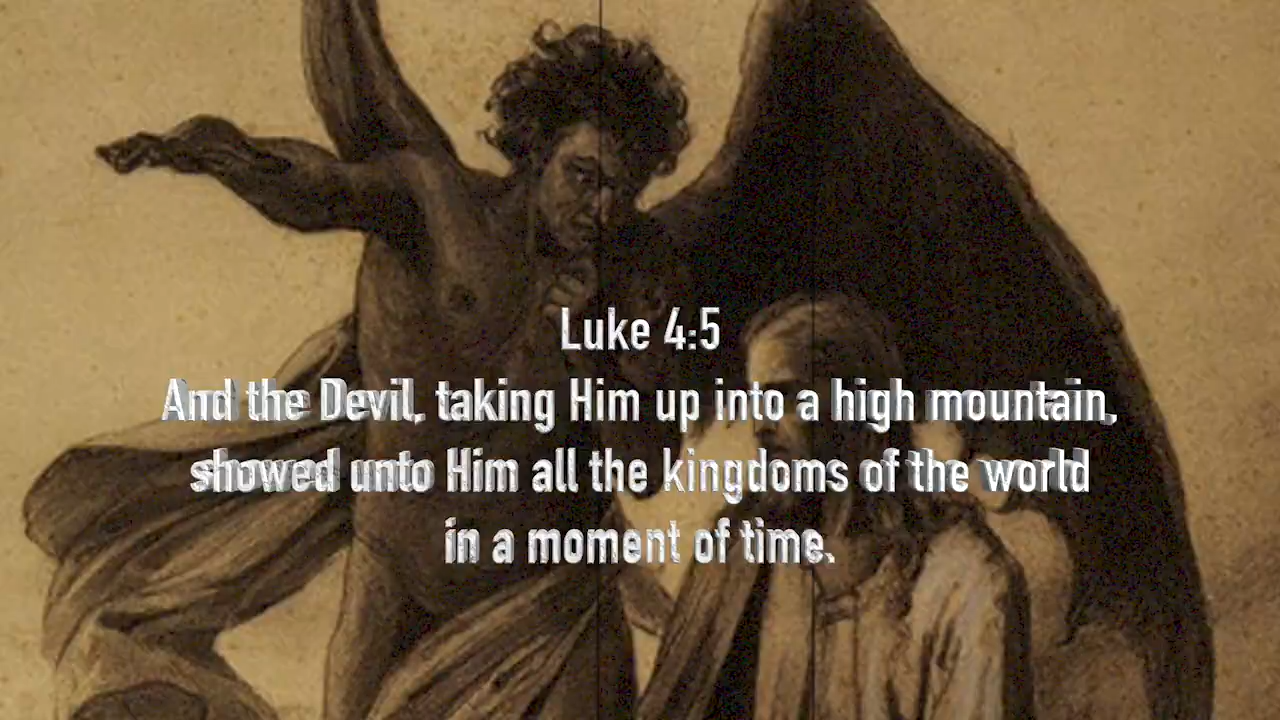 Luke 4:5
And the Devil, taking Him up into a high mountain,
showed unto Him all the kingdoms of the world
in a moment of time.